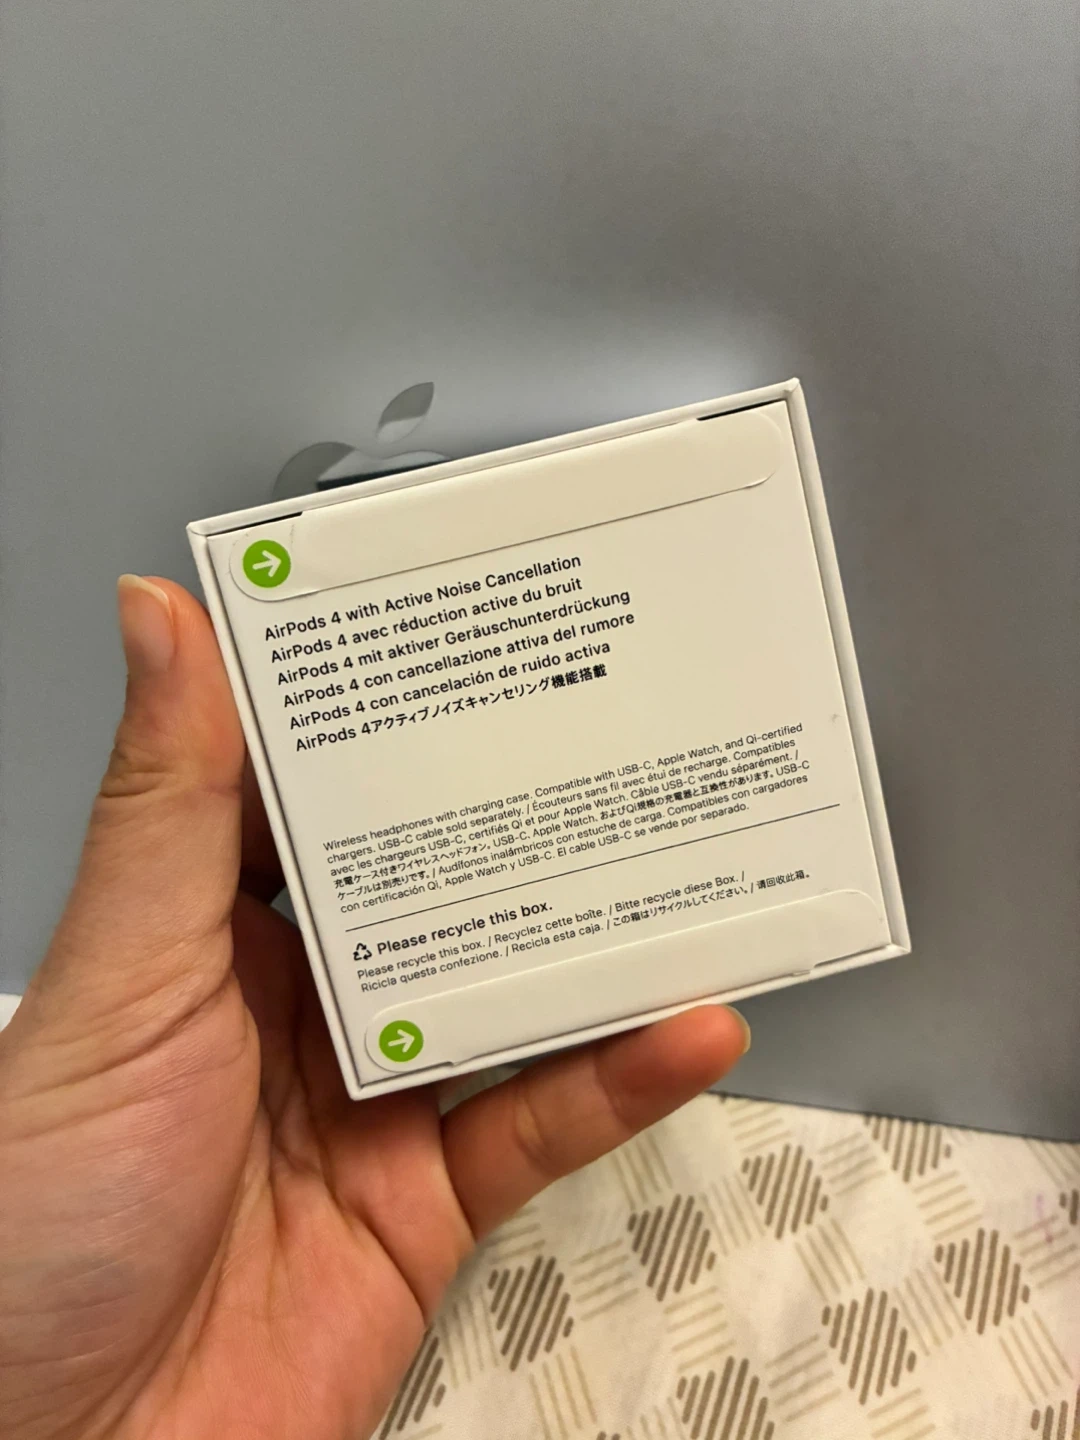 AirPods 4 with Active Noise Cancellation
AirPods 4 avec réduction active du bruit
AirPods 4 mit aktiver Geräuschunterdrückung
AirPods 4 con cancellazione attiva del rumore
AirPods 4 con cancelación de ruido activa
AirPods 4アクティブノイズキャンセリング機能搭載
Wireless headphones with charging case. Compatible with USB-C, Apple Watch, and Qi-certified
chargers. USB-C cable sold separately. / Écouteurs sans fil avec étui de recharge. Compatibles
avec les chargeurs USB-C, certifiés Qi et pour Apple Watch. Câble USB-C vendu séparément. /
充電ケース付きワイヤレスヘッドフォン。USB-C、Apple Watch、およびQi規格の充電器と互換性があります。USB-C
ケーブルは別売りです。/ Audífonos inalámbricos con estuche de carga. Compatibles con cargadores
con certificación Qi, Apple Watch y USB-C. El cable USB-C se vende por separado.
Please recycle this box.
Please recycle this box. / Recyclez cette boîte. / Bitte recycle diese Box. /
Ricicla questa confezione. / Recicla esta caja. / この箱はリサイクルしてください。/ 请回收此箱。